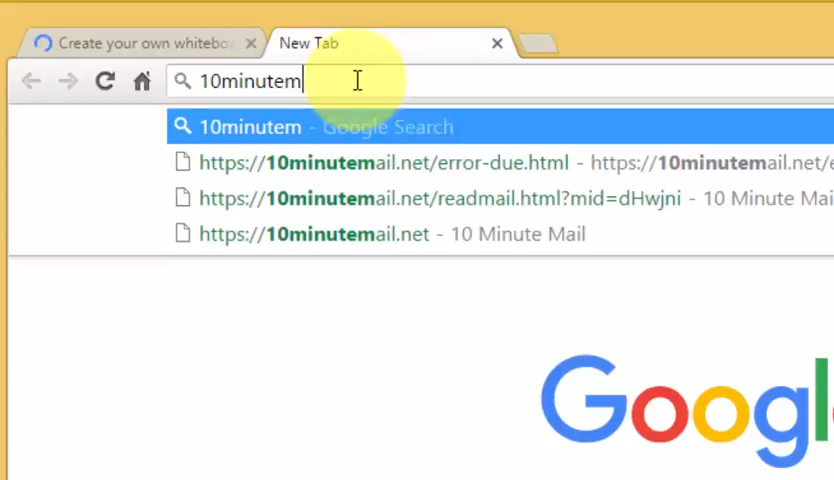 Create your own whitebo
New Tab
10minutem
10minutem - Google Search
https://10minutemail.net/error-due.html - https://10minutemail.net/e
https://10minutemail.net/readmail.html?mid=dHwjni - 10 Minute Mai
https://10minutemail.net - 10 Minute Mail
Googl